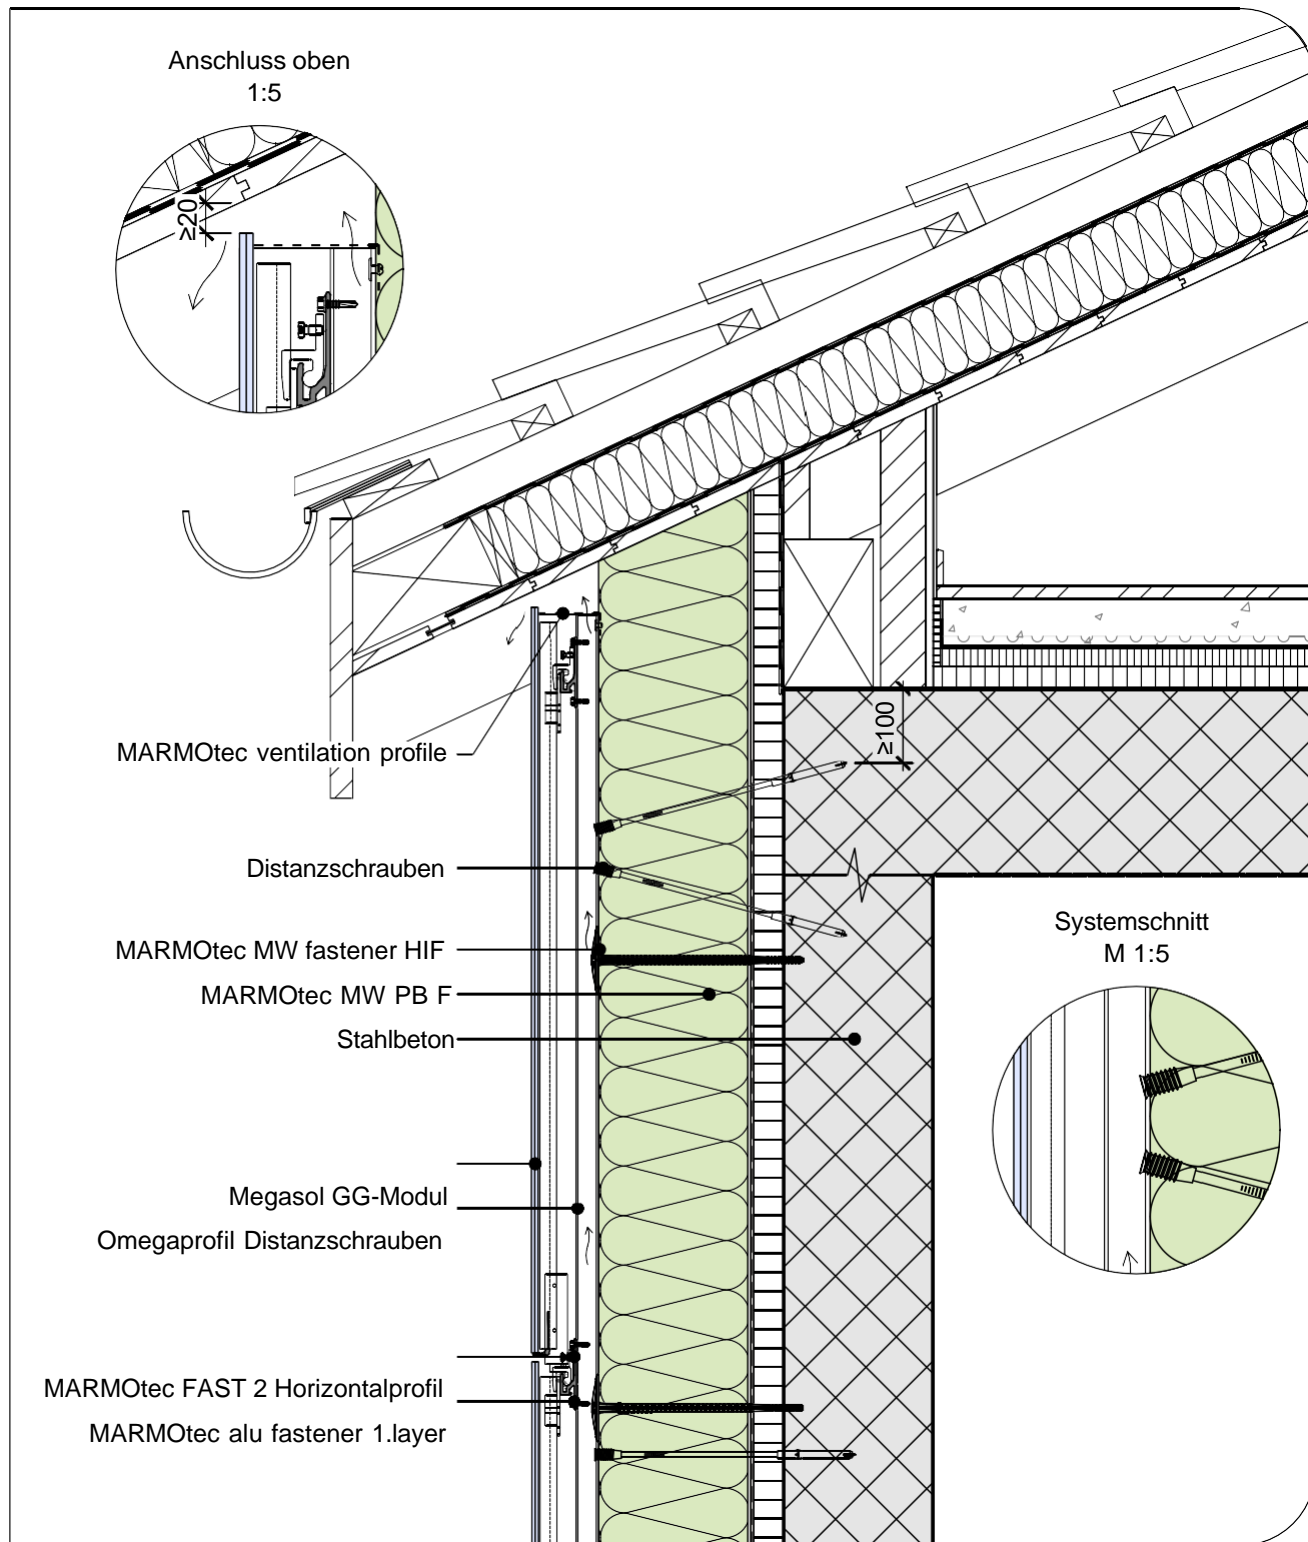 Anschluss oben
1:5
≥20
MARMOtec ventilation profile
≥100
Distanzschrauben
MARMOtec MW fastener HIF
MARMOtec MW PB F
Stahlbeton
Systemschnitt
M 1:5
Megasol GG-Modul
Omegaprofil Distanzschrauben
MARMOtec FAST 2 Horizontalprofil
MARMOtec alu fastener 1.layer